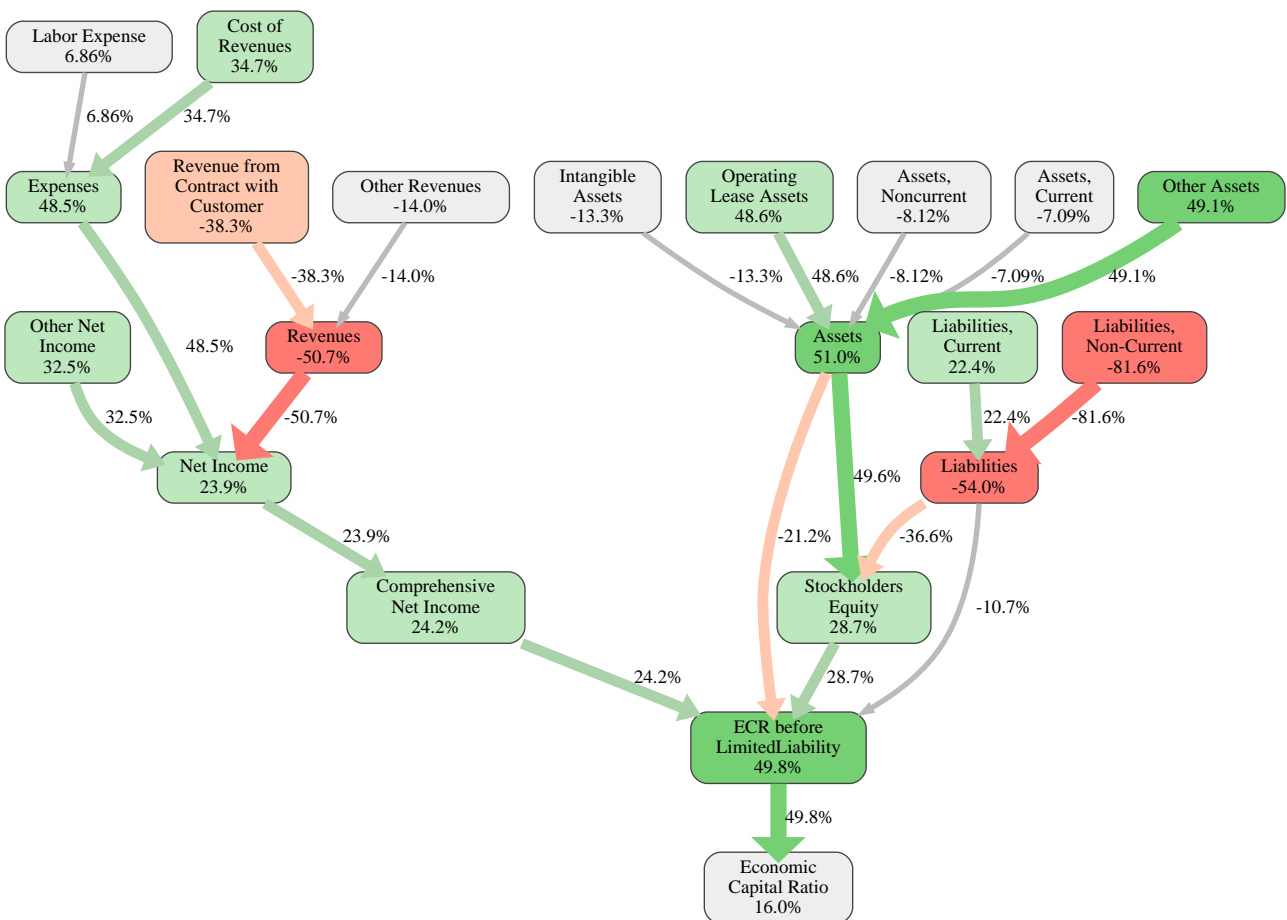 Labor Expense
6.86%
Cost of
Revenues
34.7%
6.86%
34.7%
Expenses
48.5%
Revenue from
Contract with
Customer
-38.3%
Other Revenues
-14.0%
Intangible
Assets
-13.3%
Operating
Lease Assets
48.6%
Assets,
Noncurrent
-8.12%
Assets,
Current
-7.09%
Other Assets
49.1%
-38.3%
-14.0%
-13.3%
48.6%
-8.12%
-7.09%
49.1%
Other Net
Income
32.5%
48.5%
Revenues
-50.7%
Assets
51.0%
Liabilities,
Current
22.4%
Liabilities,
Non-Current
-81.6%
32.5%
-50.7%
22.4%
-81.6%
Net Income
23.9%
49.6%
Liabilities
-54.0%
23.9%
-21.2%
-36.6%
Comprehensive
Net Income
24.2%
Stockholders
Equity
28.7%
-10.7%
24.2%
28.7%
ECR before
LimitedLiability
49.8%
49.8%
Economic
Capital Ratio
16.0%